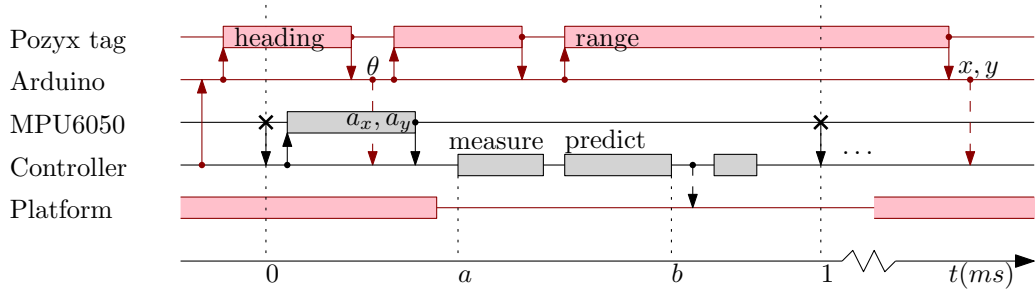 Pozyx tag heading range
Arduino θ x, y
MPU6050 a_x, a_y
measure predict
Controller ...
Platform
0 a b 1 t(ms)